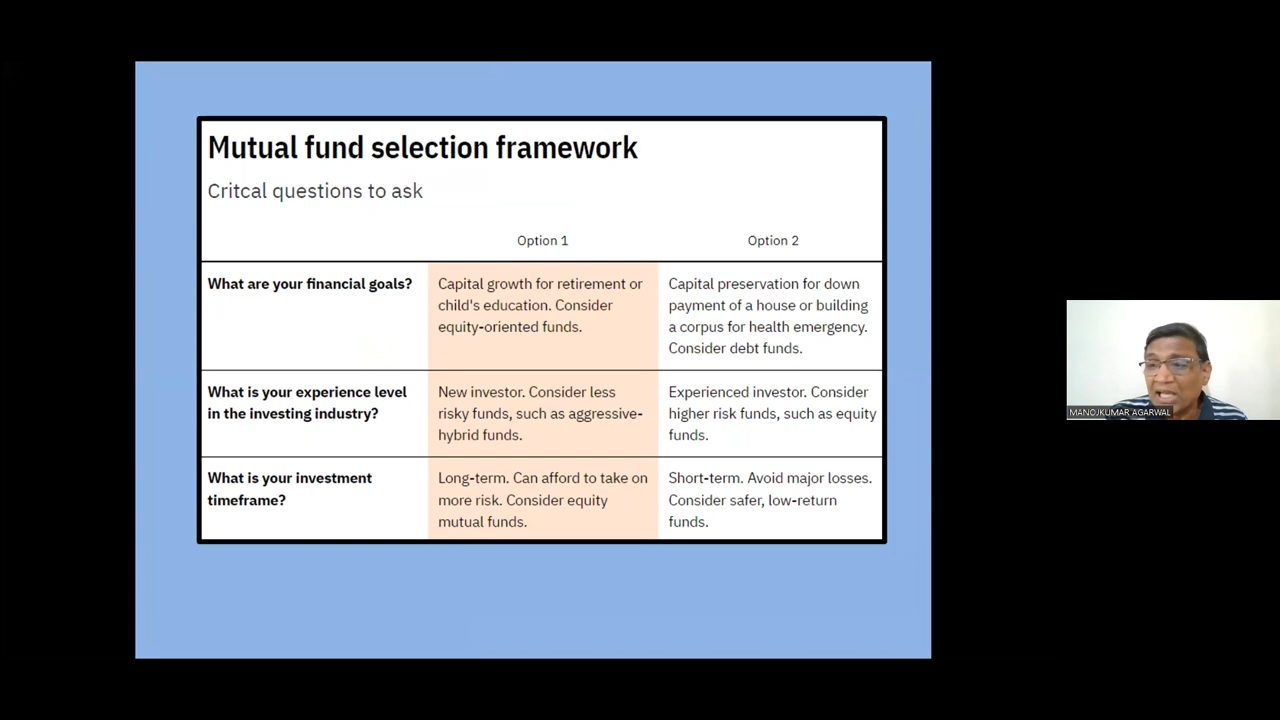 Mutual fund selection framework
Critcal questions to ask
Option 1
Option 2
What are your financial goals?
Capital growth for retirement or
child's education. Consider
equity-oriented funds.
Capital preservation for down
payment of a house or building
a corpus for health emergency.
Consider debt funds.
What is your experience level
in the investing industry?
New investor. Consider less
risky funds, such as aggressive-
hybrid funds.
Experienced investor. Consider
higher risk funds, such as equity
funds.
What is your investment
timeframe?
Long-term. Can afford to take on
more risk. Consider equity
mutual funds.
Short-term. Avoid major losses.
Consider safer, low-return
funds.
MANOJKUMAR AGARWAL